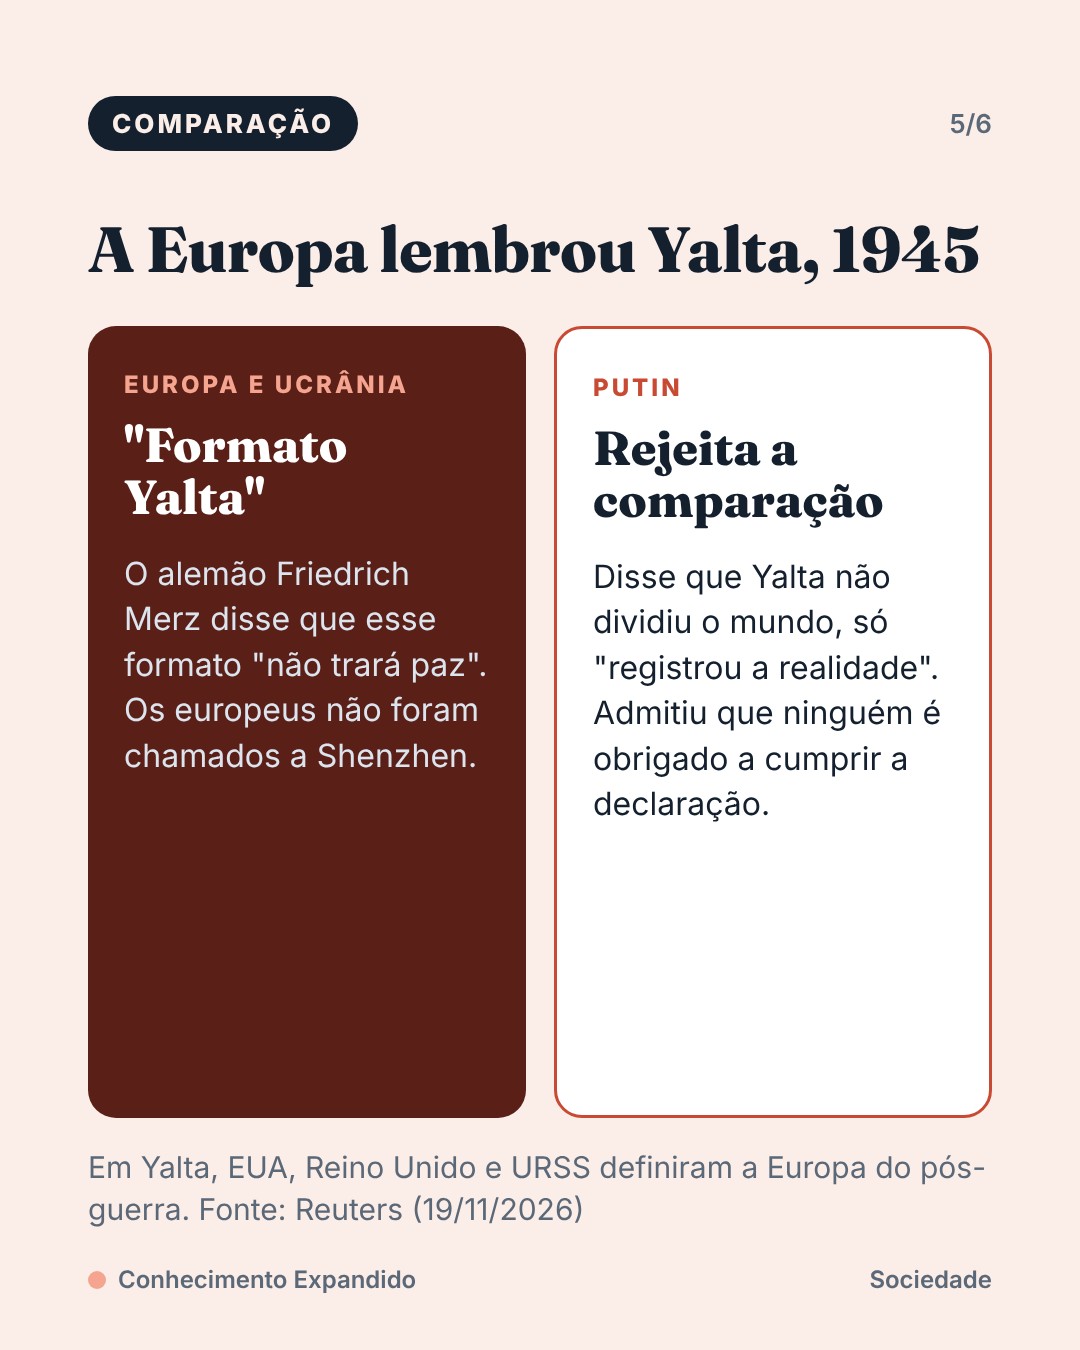 COMPARAÇÃO
5/6
A Europa lembrou Yalta, 1945
EUROPA E UCRÂNIA
"Formato
Yalta"
O alemão Friedrich
Merz disse que esse
formato "não trará paz".
Os europeus não foram
chamados a Shenzhen.
PUTIN
Rejeita a
comparação
Disse que Yalta não
dividiu o mundo, só
"registrou a realidade".
Admitiu que ninguém é
obrigado a cumprir a
declaração.
Em Yalta, EUA, Reino Unido e URSS definiram a Europa do pós-
guerra. Fonte: Reuters (19/11/2026)
Conhecimento Expandido
Sociedade